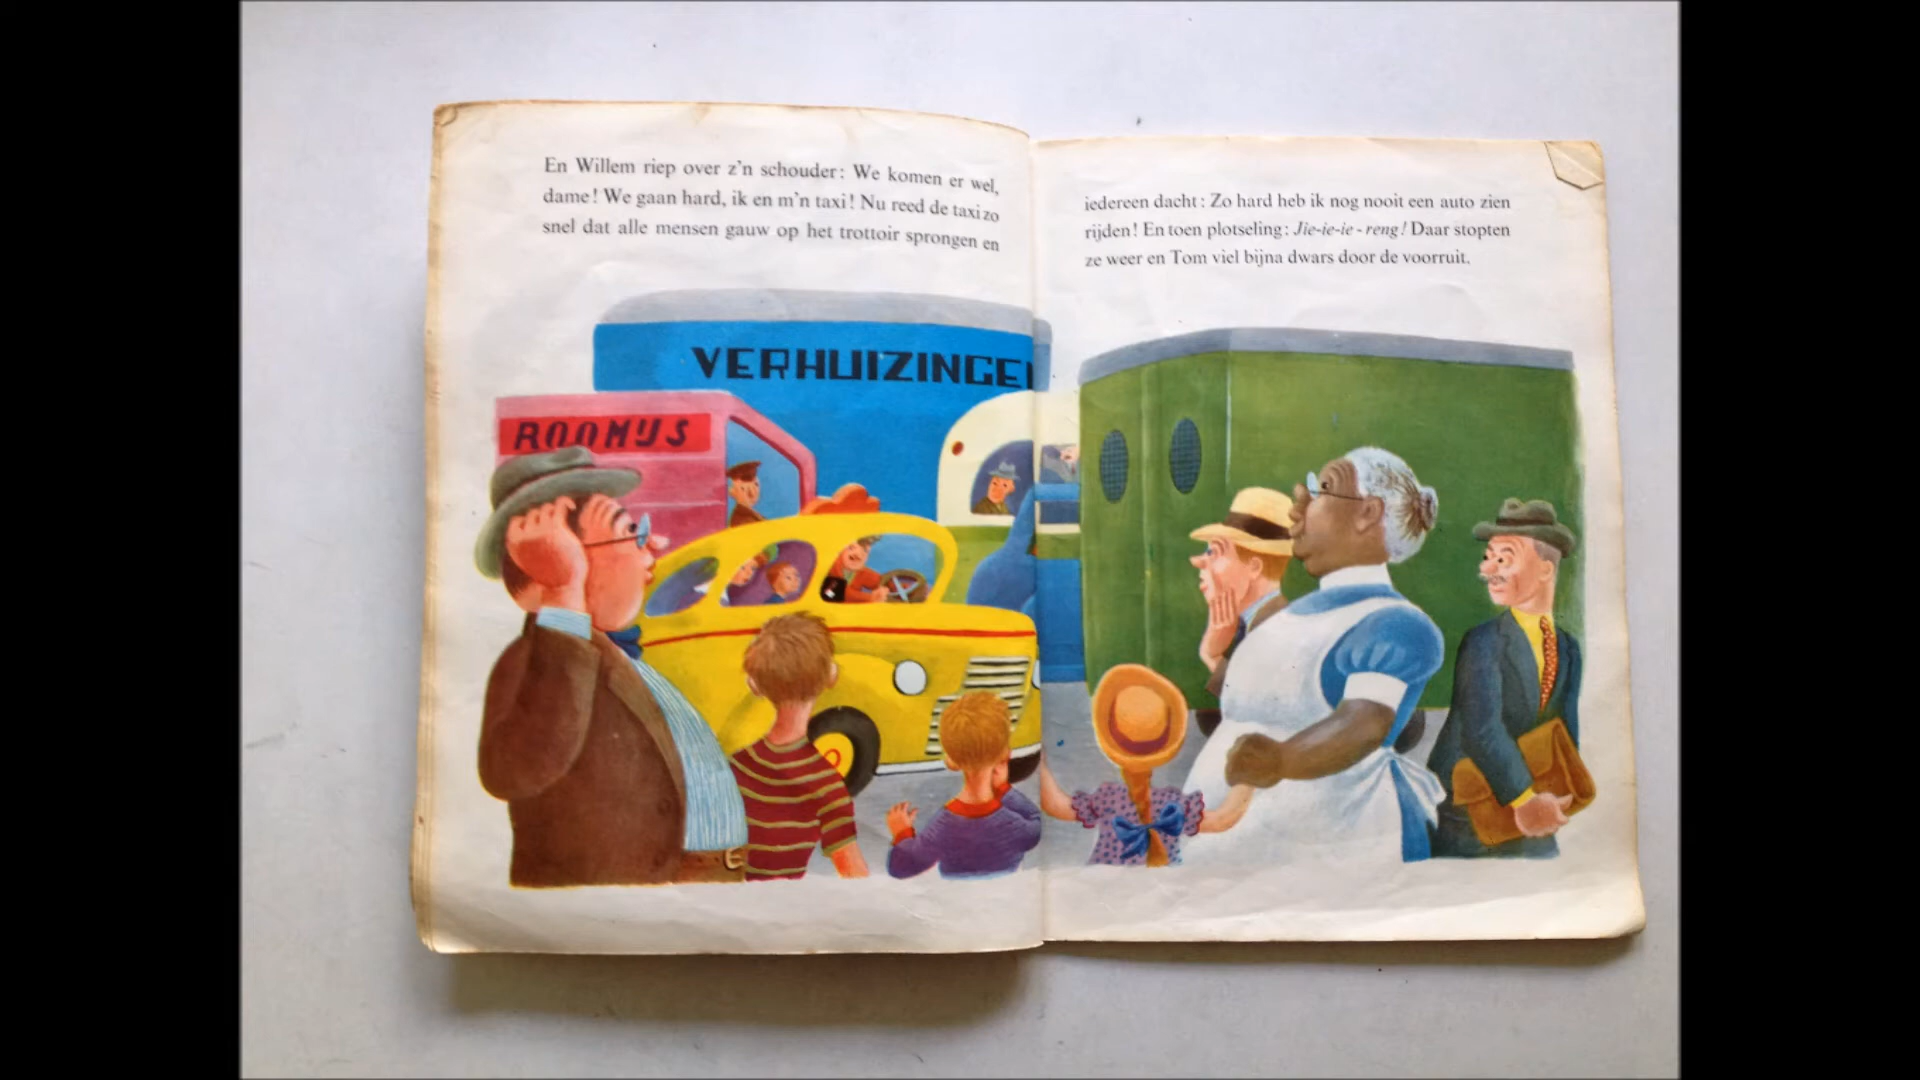 En Willem riep over z'n schouder: We komen er wel,
dame! We gaan hard, ik en m'n taxi! Nu reed de taxi zo
snel dat alle mensen gauw op het trottoir sprongen en
iedereen dacht: Zo hard heb ik nog nooit een auto zien
rijden! En toen plotseling: Jie-ie-ie-reng! Daar stopten
ze weer en Tom viel bijna dwars door de voorruit.
VERHUIZINGEN
ROOMIJS